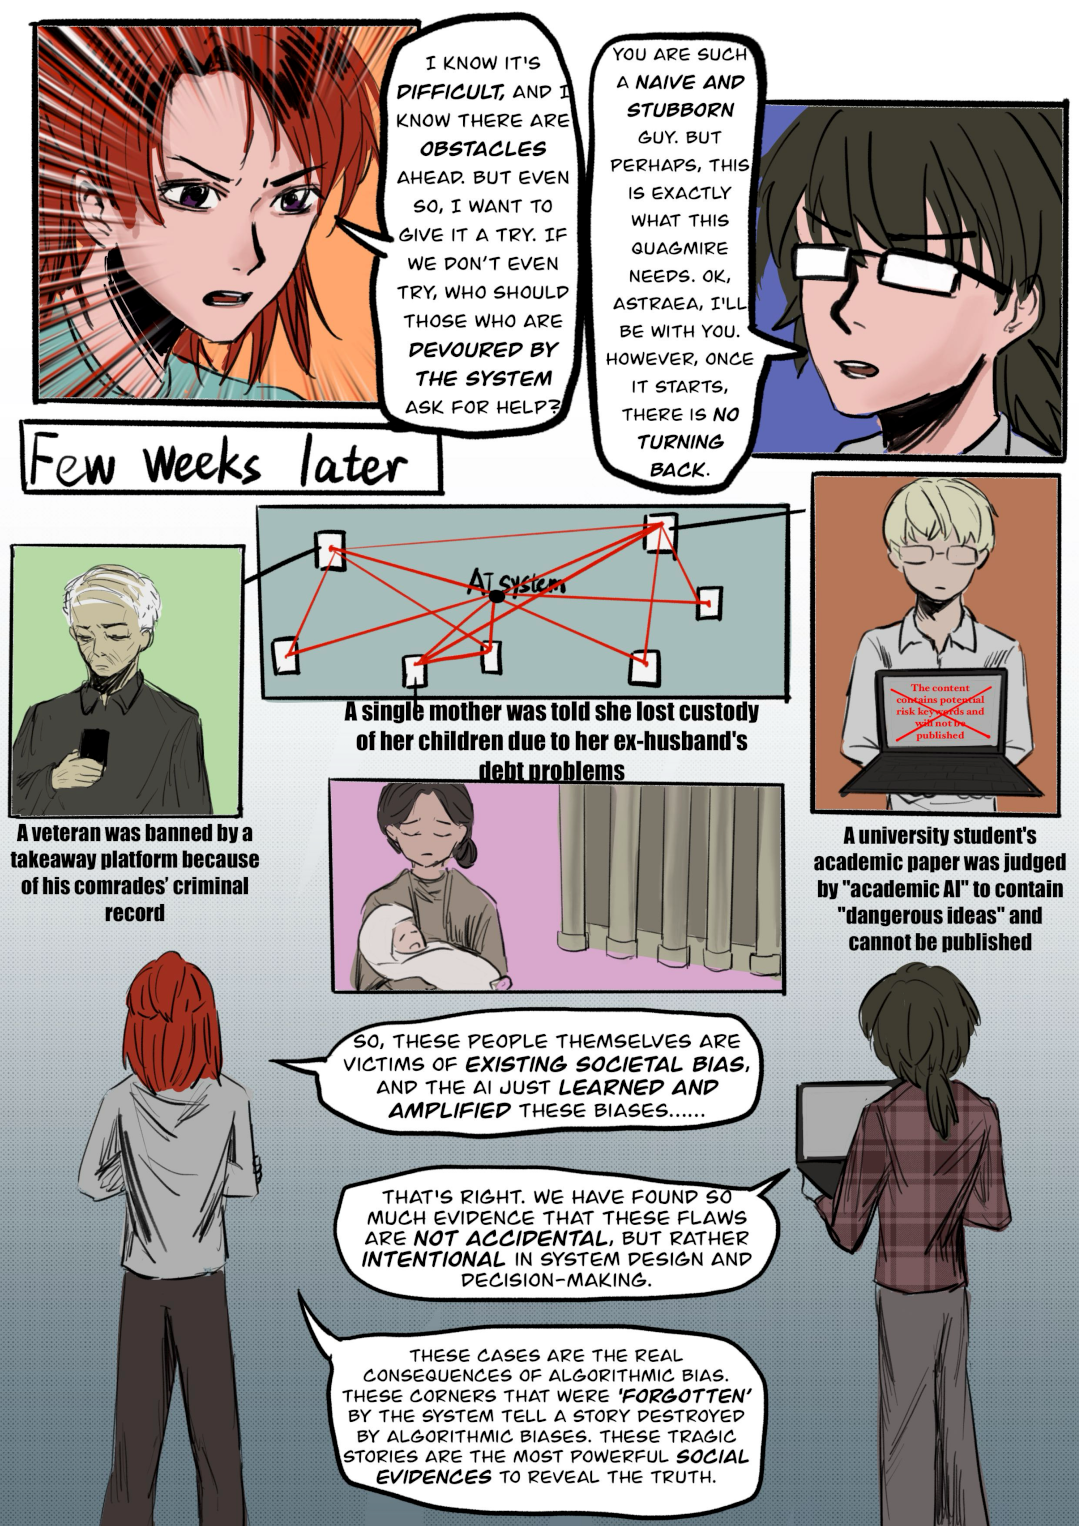 I KNOW IT'S
DIFFICULT, AND I
KNOW THERE ARE
OBSTACLES
AHEAD. BUT EVEN
SO, I WANT TO
GIVE IT A TRY. IF
WE DON'T EVEN
TRY, WHO SHOULD
THOSE WHO ARE
DEVOURED BY
THE SYSTEM
ASK FOR HELP?
YOU ARE SUCH
A NAIVE AND
STUBBORN
GUY. BUT
PERHAPS, THIS
IS EXACTLY
WHAT THIS
QUAGMIRE
NEEDS. OK,
ASTRAEA, I'LL
BE WITH YOU.
HOWEVER, ONCE
IT STARTS,
THERE IS NO
TURNING
BACK.
Few weeks later
AI system
The content
contains potential
risk key words and
will not be
published
A single mother was told she lost custody
of her children due to her ex-husband's
debt problems
A veteran was banned by a
takeaway platform because
of his comrades’ criminal
record
A university student's
academic paper was judged
by "academic AI" to contain
"dangerous ideas" and
cannot be published
SO, THESE PEOPLE THEMSELVES ARE
VICTIMS OF EXISTING SOCIETAL BIAS,
AND THE AI JUST LEARNED AND
AMPLIFIED THESE BIASES......
THAT'S RIGHT. WE HAVE FOUND SO
MUCH EVIDENCE THAT THESE FLAWS
ARE NOT ACCIDENTAL, BUT RATHER
INTENTIONAL IN SYSTEM DESIGN AND
DECISION-MAKING.
THESE CASES ARE THE REAL
CONSEQUENCES OF ALGORITHMIC BIAS.
THESE CORNERS THAT WERE 'FORGOTTEN'
BY THE SYSTEM TELL A STORY DESTROYED
BY ALGORITHMIC BIASES. THESE TRAGIC
STORIES ARE THE MOST POWERFUL SOCIAL
EVIDENCES TO REVEAL THE TRUTH.